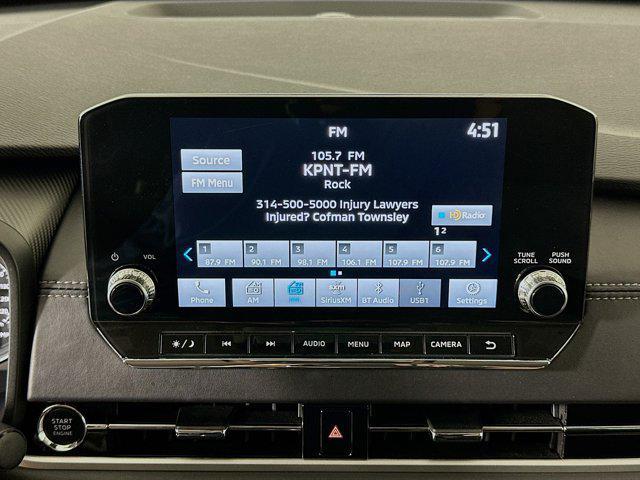 FM
4:51
Source
105.7 FM
KPNT-FM
FM Menu
Rock
314-500-5000 Injury Lawyers
Injured? Cofman Townsley
HD Radio
1 2
1 2 3 4 5 6
87.9 FM 90.1 FM 98.1 FM 106.1 FM 107.9 FM 107.9 FM
VOL
TUNE SCROLL
PUSH SOUND
sxm
Phone AM FM SiriusXM BT Audio USB1 Settings
AUDIO MENU MAP CAMERA
START
STOP
ENGINE